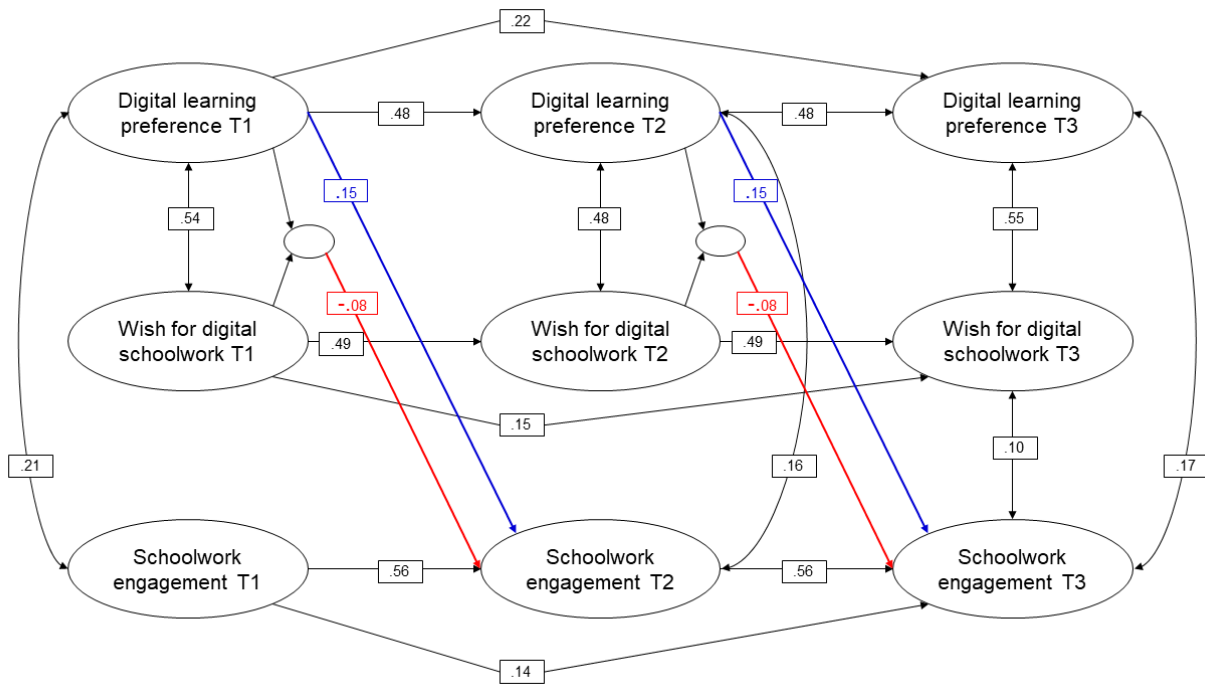 .22
Digital learning
preference T1
.48
Digital learning
preference T2
.48
Digital learning
preference T3
.15
.15
.54
.48
.55
-.08
-.08
Wish for digital
schoolwork T1
.49
Wish for digital
schoolwork T2
.49
Wish for digital
schoolwork T3
.15
.21
.16
.10
.17
Schoolwork
engagement T1
.56
Schoolwork
engagement T2
.56
Schoolwork
engagement T3
.14